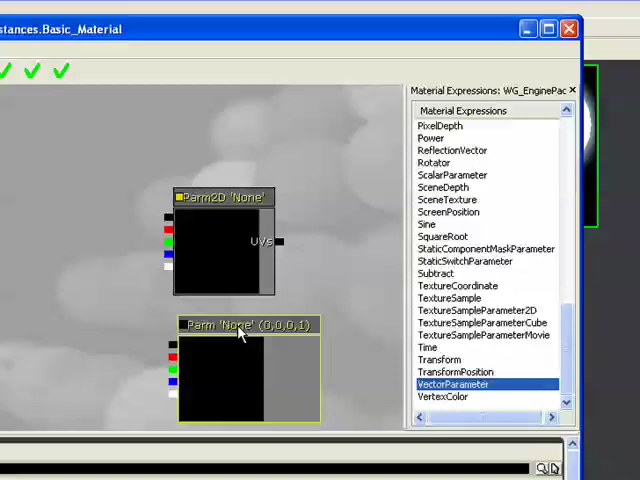 stances.Basic_Material
Material Expressions: WG_EnginePac
Material Expressions
PixelDepth
Power
ReflectionVector
Rotator
ScalarParameter
SceneDepth
SceneTexture
ScreenPosition
Sine
SquareRoot
StaticComponentMaskParameter
StaticSwitchParameter
Subtract
TextureCoordinate
TextureSample
TextureSampleParameter2D
TextureSampleParameterCube
TextureSampleParameterMovie
Time
Transform
TransformPosition
VectorParameter
VertexColor
Parm2D 'None'
UVs
Parm 'None' (0,0,0,1)